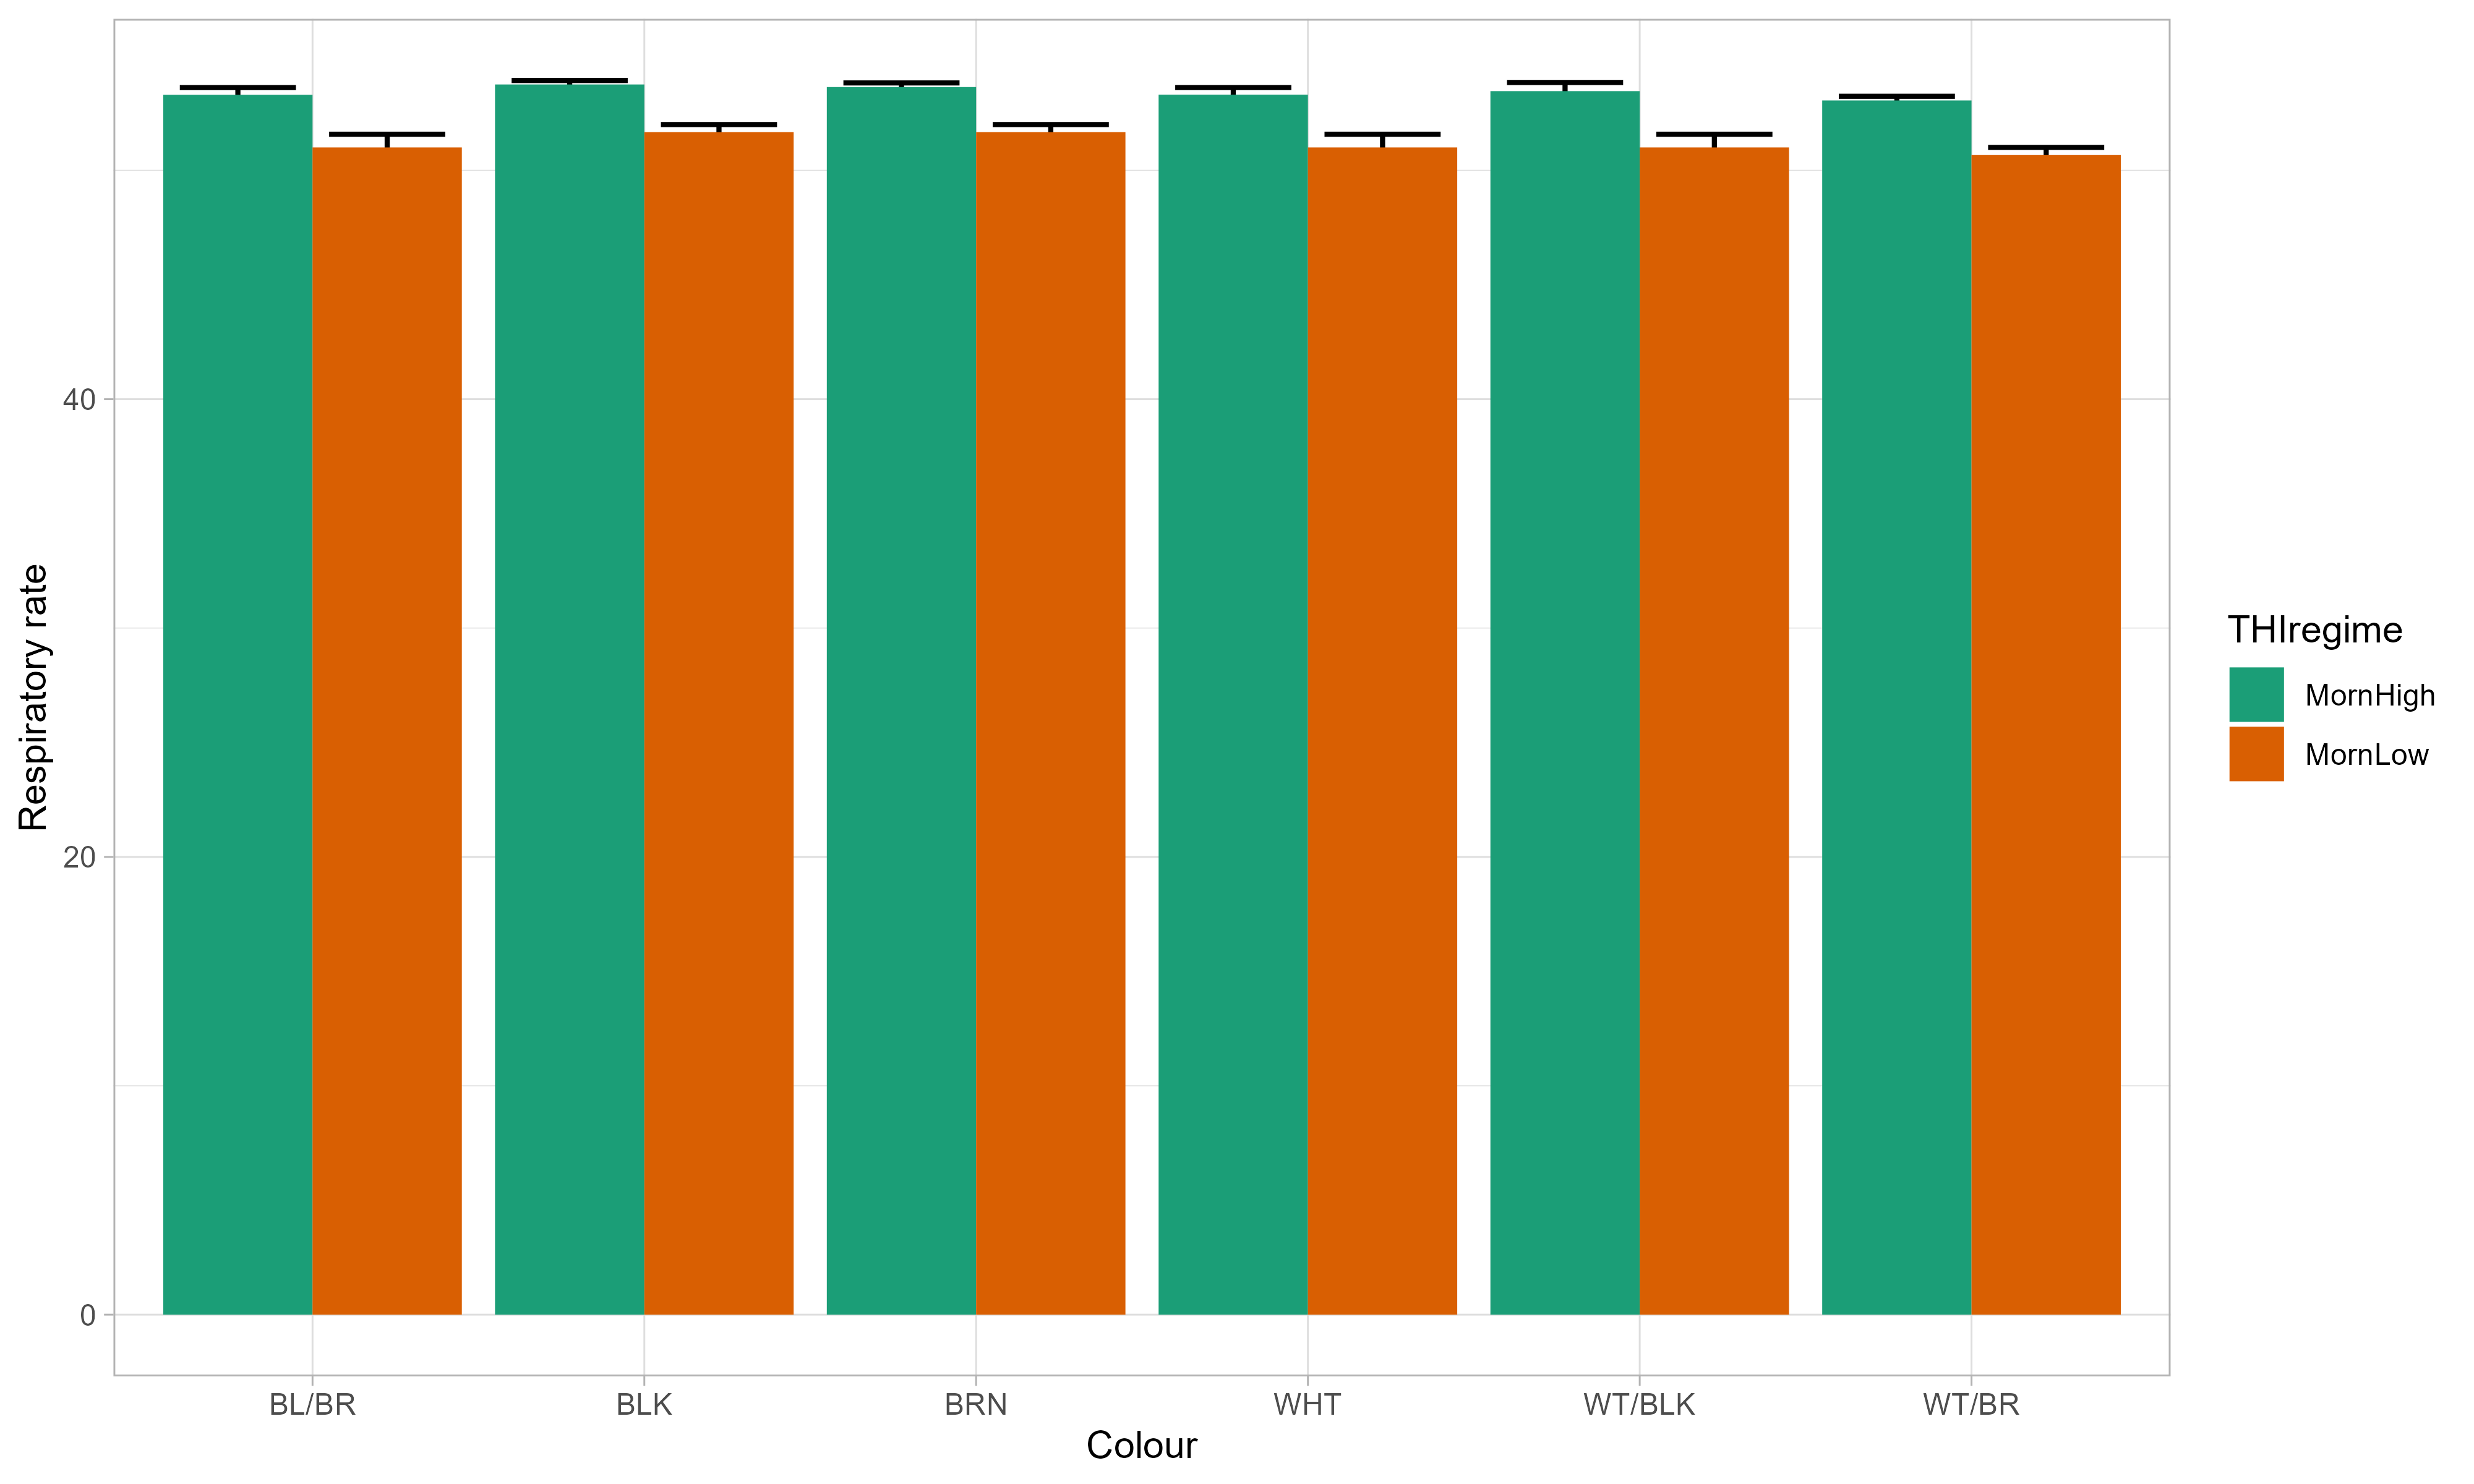 40
20
0
Respiratory rate
BL/BR
BLK
BRN
WHT
WT/BLK
WT/BR
Colour
THIregime
MornHigh
MornLow